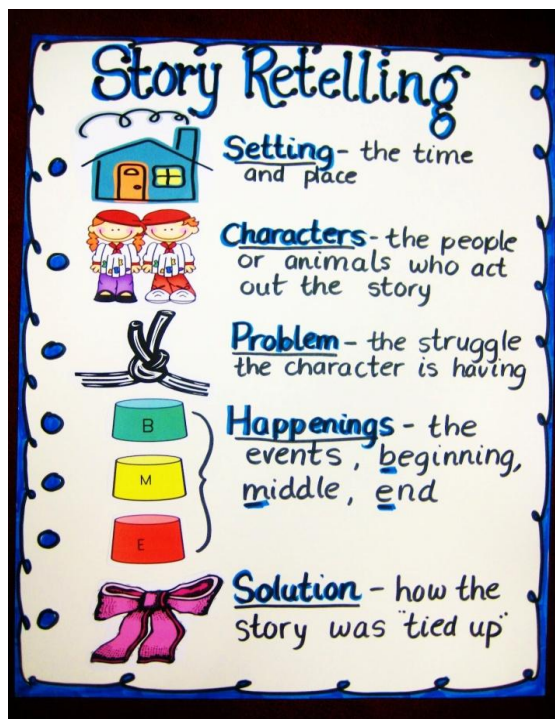 Story Retelling
Setting - the time
and place
Characters - the people
or animals who act
out the story
Problem - the struggle
the character is having
B
M
E
Happenings - the
events, beginning,
middle, end
Solution - how the
story was "tied up"